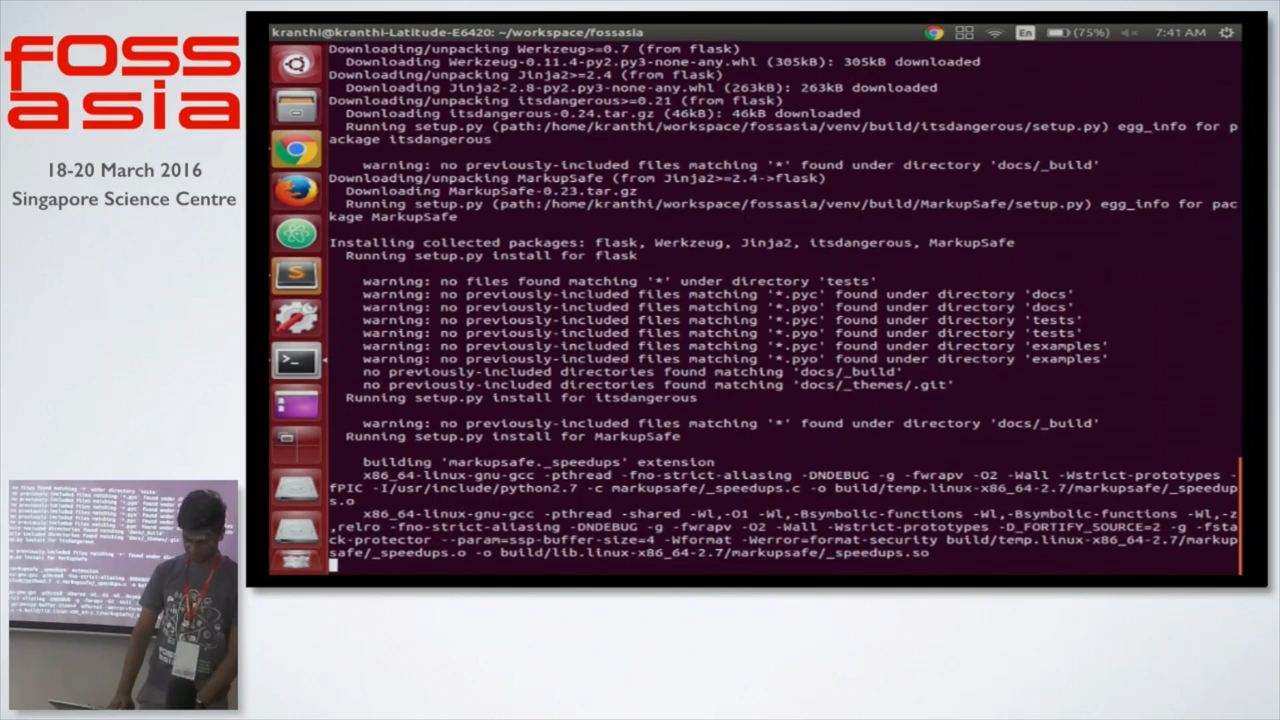 foss
asia
18-20 March 2016
Singapore Science Centre
kranthi@kranthi-Latitude-E6420: ~/workspace/fossasia
En
(75%)
7:41 AM
Downloading/unpacking Werkzeug>=0.7 (from flask)
Downloading Werkzeug-0.11.4-py2.py3-none-any.whl (305kB): 305kB downloaded
Downloading/unpacking Jinja2>=2.4 (from flask)
Downloading Jinja2-2.8-py2.py3-none-any.whl (263kB): 263kB downloaded
Downloading/unpacking itsdangerous>=0.21 (from flask)
Downloading itsdangerous-0.24.tar.gz (46kB): 46kB downloaded
Running setup.py (path:/home/kranthi/workspace/fossasia/venv/build/itsdangerous/setup.py) egg_info for p
ackage itsdangerous
warning: no previously-included files matching '*' found under directory 'docs/_build'
Downloading/unpacking MarkupSafe (from Jinja2>=2.4->flask)
Downloading MarkupSafe-0.23.tar.gz
Running setup.py (path:/home/kranthi/workspace/fossasia/venv/build/MarkupSafe/setup.py) egg_info for pac
kage MarkupSafe
Installing collected packages: flask, Werkzeug, Jinja2, itsdangerous, MarkupSafe
Running setup.py install for flask
warning: no files found matching '*' under directory 'tests'
warning: no previously-included files matching '*.pyc' found under directory 'docs'
warning: no previously-included files matching '*.pyo' found under directory 'docs'
warning: no previously-included files matching '*.pyc' found under directory 'tests'
warning: no previously-included files matching '*.pyo' found under directory 'tests'
warning: no previously-included files matching '*.pyc' found under directory 'examples'
warning: no previously-included files matching '*.pyo' found under directory 'examples'
no previously-included directories found matching 'docs/_build'
no previously-included directories found matching 'docs/_themes/.git'
Running setup.py install for itsdangerous
warning: no previously-included files matching '*' found under directory 'docs/_build'
Running setup.py install for MarkupSafe
building 'markupsafe._speedups' extension
x86_64-linux-gnu-gcc -pthread -fno-strict-aliasing -DNDEBUG -g -fwrapv -O2 -Wall -Wstrict-prototypes -
fPIC -I/usr/include/python2.7 -c markupsafe/_speedups.c -o build/temp.linux-x86_64-2.7/markupsafe/_speedup
s.o
x86_64-linux-gnu-gcc -pthread -shared -Wl,-O1 -Wl,-Bsymbolic-functions -Wl,-Bsymbolic-functions -Wl,-z
,relro -fno-strict-aliasing -DNDEBUG -g -fwrapv -O2 -Wall -Wstrict-prototypes -D_FORTIFY_SOURCE=2 -g -fsta
ck-protector --param=ssp-buffer-size=4 -Wformat -Werror=format-security build/temp.linux-x86_64-2.7/markup
safe/_speedups.o -o build/lib.linux-x86_64-2.7/markupsafe/_speedups.so